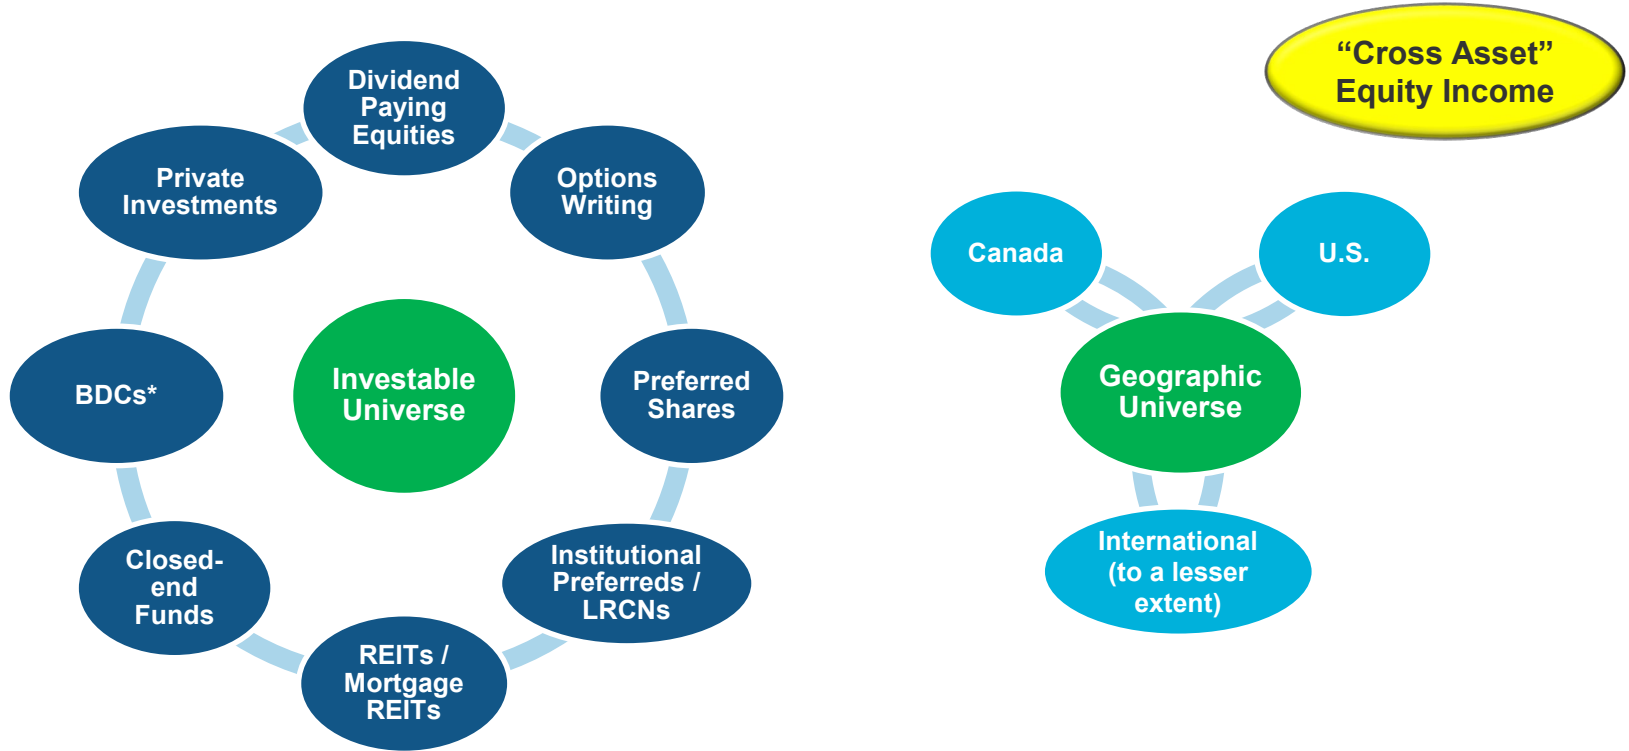 “Cross Asset”
Equity Income
Dividend
Paying
Equities
Options
Writing
Preferred
Shares
Institutional
Preferreds /
LRCNs
REITs /
Mortgage
REITs
Closed-
end
Funds
BDCs*
Private
Investments
Investable
Universe
Canada
U.S.
Geographic
Universe
International
(to a lesser
extent)